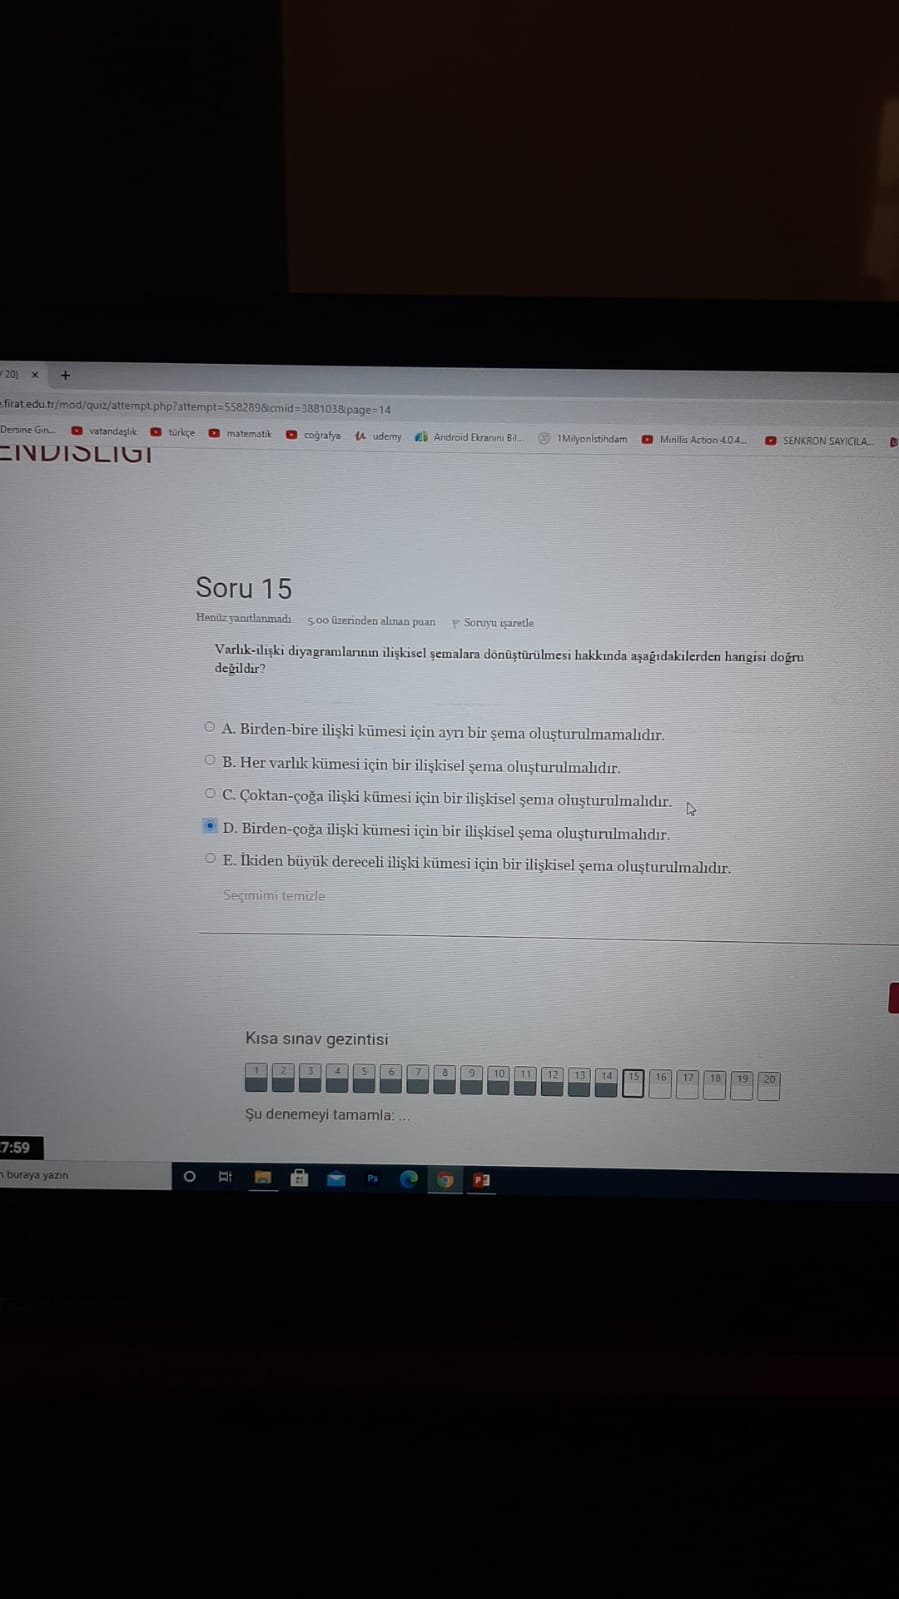 / 20)
.firat.edu.tr/mod/quiz/attempt.php?attempt=558289&cmid=388103&page=14
Dersine Gin... vatandaşlık türkçe matematik coğrafya udemy Android Ekranını Bil... 1Milyonİstihdam Mirillis Action 4.0.4... SENKRON SAYICILA...
ENDİSLİĞİ
Soru 15
Henüz yanıtlanmadı 5.00 üzerinden alınan puan Soruyu işaretle
Varlık-ilişki diyagramlarının ilişkisel şemalara dönüştürülmesi hakkında aşağıdakilerden hangisi doğru
değildir?
A. Birden-bire ilişki kümesi için ayrı bir şema oluşturulmamalıdır.
B. Her varlık kümesi için bir ilişkisel şema oluşturulmalıdır.
C. Çoktan-çoğa ilişki kümesi için bir ilişkisel şema oluşturulmalıdır.
D. Birden-çoğa ilişki kümesi için bir ilişkisel şema oluşturulmalıdır.
E. İkiden büyük dereceli ilişki kümesi için bir ilişkisel şema oluşturulmalıdır.
Seçimimi temizle
Kısa sınav gezintisi
1 2 3 4 5 6 7 8 9 10 11 12 13 14 15 16 17 18 19 20
Şu denemeyi tamamla: ...
7:59
buraya yazın
Ps
P